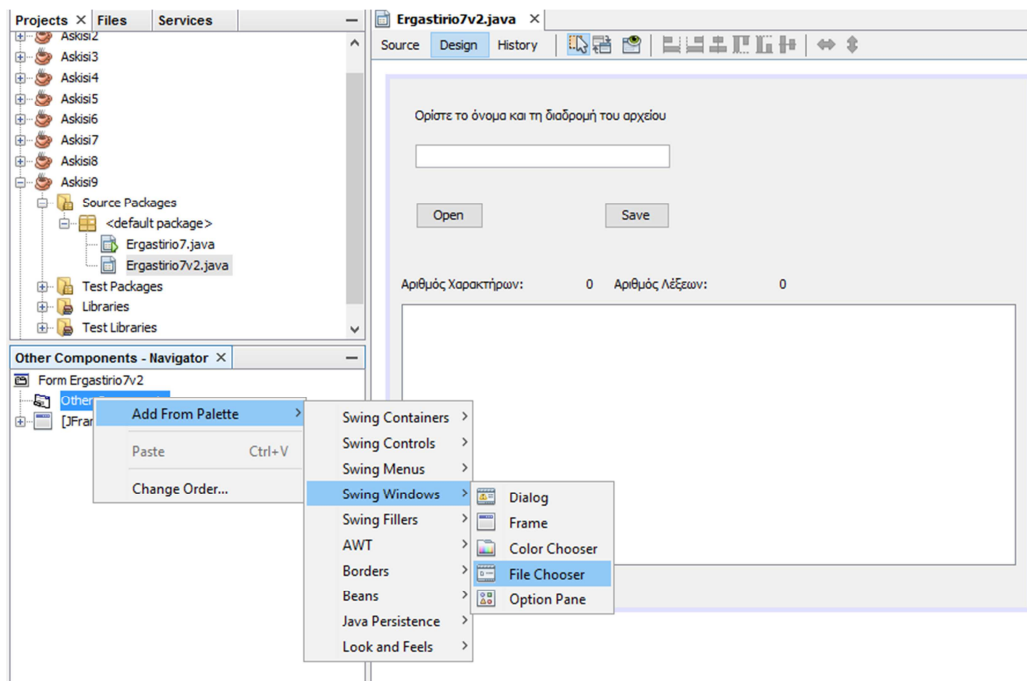 Projects Files Services
Askisi2
Askisi3
Askisi4
Askisi5
Askisi6
Askisi7
Askisi8
Askisi9
Source Packages
<default package>
Ergastirio7.java
Ergastirio7v2.java
Test Packages
Libraries
Test Libraries
Other Components - Navigator
Form Ergastirio7v2
Other
[JFra
Add From Palette
Paste Ctrl+V
Change Order...
Swing Containers
Swing Controls
Swing Menus
Swing Windows
Swing Fillers
AWT
Borders
Beans
Java Persistence
Look and Feels
Dialog
Frame
Color Chooser
File Chooser
Option Pane
Ergastirio7v2.java
Source Design History
Ορίστε το όνομα και τη διαδρομή του αρχείου
Open Save
Αριθμός Χαρακτήρων: 0 Αριθμός Λέξεων: 0